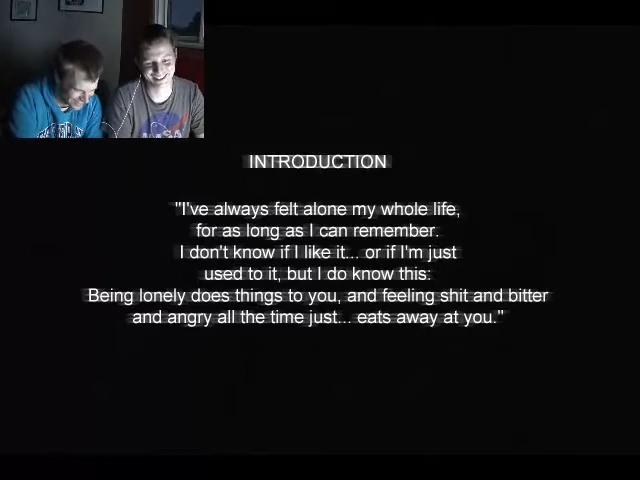 INTRODUCTION
"I've always felt alone my whole life,
for as long as I can remember.
I don't know if I like it... or if I'm just
used to it, but I do know this:
Being lonely does things to you, and feeling shit and bitter
and angry all the time just... eats away at you."
NASA